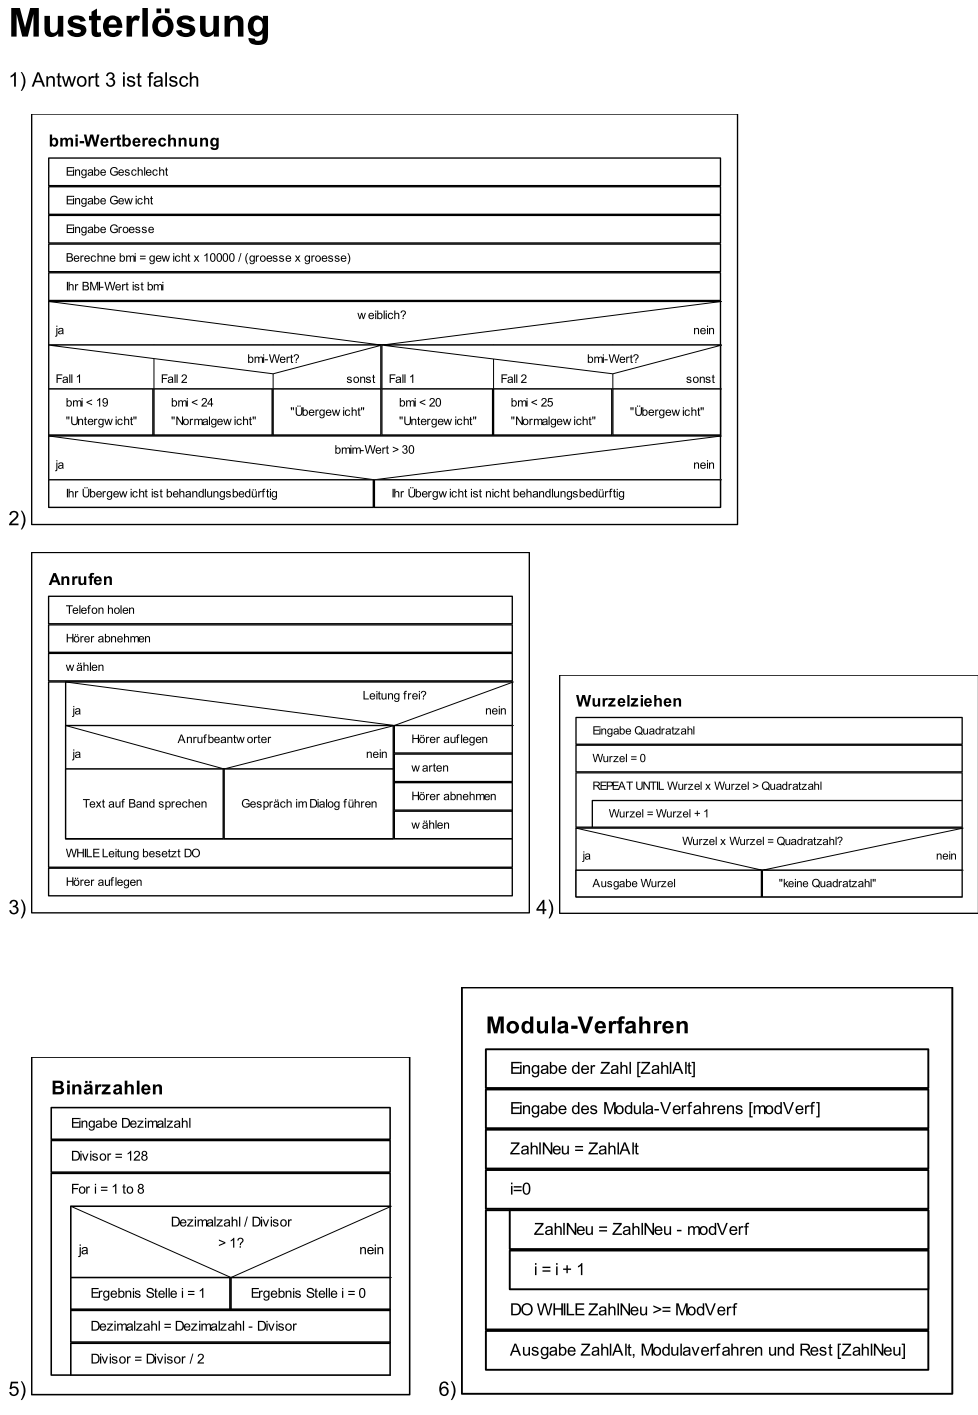 Musterlösung
1) Antwort 3 ist falsch
bmi-Wertberechnung
Eingabe Geschlecht
Eingabe Gewicht
Eingabe Groesse
Berechne bmi = gewicht x 10000 / (groesse x groesse)
Ihr BMI-Wert ist bmi
weiblich?
ja nein
bmi-Wert? bmi-Wert?
Fall 1 Fall 2 sonst Fall 1 Fall 2 sonst
bmi < 19 bmi < 24 "Übergewicht" bmi < 20 bmi < 25 "Übergewicht"
"Untergwicht" "Normalgewicht" "Untergewicht" "Normalgewicht"
bmim-Wert > 30
ja nein
Ihr Übergewicht ist behandlungsbedürftig Ihr Übergwicht ist nicht behandlungsbedürftig
2)
Anrufen
Telefon holen
Hörer abnehmen
wählen
Leitung frei?
ja nein
Anrufbeantworter
ja nein
Hörer auflegen
warten
Hörer abnehmen
wählen
Text auf Band sprechen Gespräch im Dialog führen
WHILE Leitung besetzt DO
Hörer auflegen
3)
Wurzelziehen
Eingabe Quadratzahl
Wurzel = 0
REPEAT UNTIL Wurzel x Wurzel > Quadratzahl
Wurzel = Wurzel + 1
Wurzel x Wurzel = Quadratzahl?
ja nein
Ausgabe Wurzel "keine Quadratzahl"
4)
Binärzahlen
Eingabe Dezimalzahl
Divisor = 128
For i = 1 to 8
Dezimalzahl / Divisor
> 1?
ja nein
Ergebnis Stelle i = 1 Ergebnis Stelle i = 0
Dezimalzahl = Dezimalzahl - Divisor
Divisor = Divisor / 2
5)
Modula-Verfahren
Eingabe der Zahl [ZahlAlt]
Eingabe des Modula-Verfahrens [modVerf]
ZahlNeu = ZahlAlt
i=0
ZahlNeu = ZahlNeu - modVerf
i = i + 1
DO WHILE ZahlNeu >= ModVerf
Ausgabe ZahlAlt, Modulaverfahren und Rest [ZahlNeu]
6)